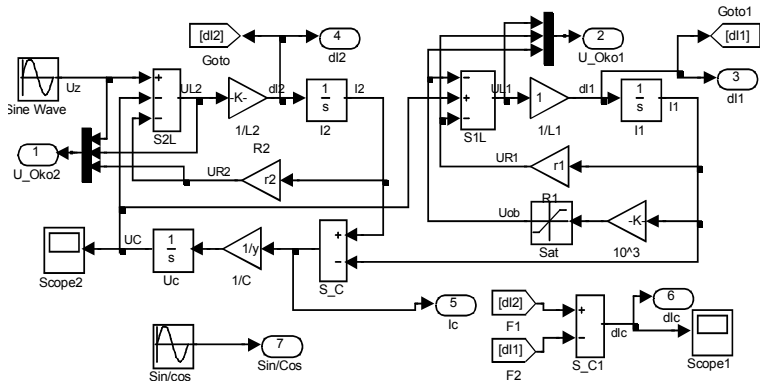 Goto1
[dI2]
Goto
4
dI2
2
U_Oko1
[dI1]
3
dI1
Sine Wave
Uz
+
−
−
S2L
UL2
-K-
1/L2
dI2
1
s
I2
I2
−
+
−
S1L
UL1
1
1/L1
dI1
1
s
I1
I1
1
U_Oko2
R2
UR2
r2
UR1
r1
R1
Uob
Sat
-K-
10^3
Scope2
UC
1
s
Uc
1/y
1/C
+
−
S_C
5
Ic
7
Sin/cos
Sin/Cos
[dI2]
F1
[dI1]
F2
+
−
S_C1
dIc
6
dIc
Scope1